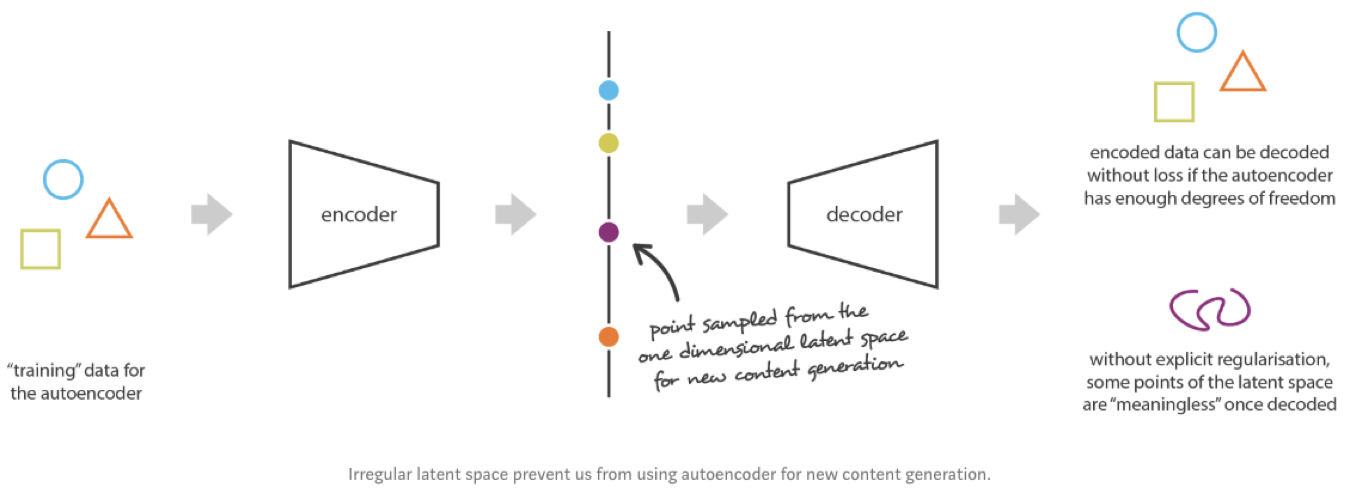 "training" data for
the autoencoder
encoder
point sampled from the
one dimensional latent space
for new content generation
decoder
encoded data can be decoded
without loss if the autoencoder
has enough degrees of freedom
without explicit regularisation,
some points of the latent space
are "meaningless" once decoded
Irregular latent space prevent us from using autoencoder for new content generation.